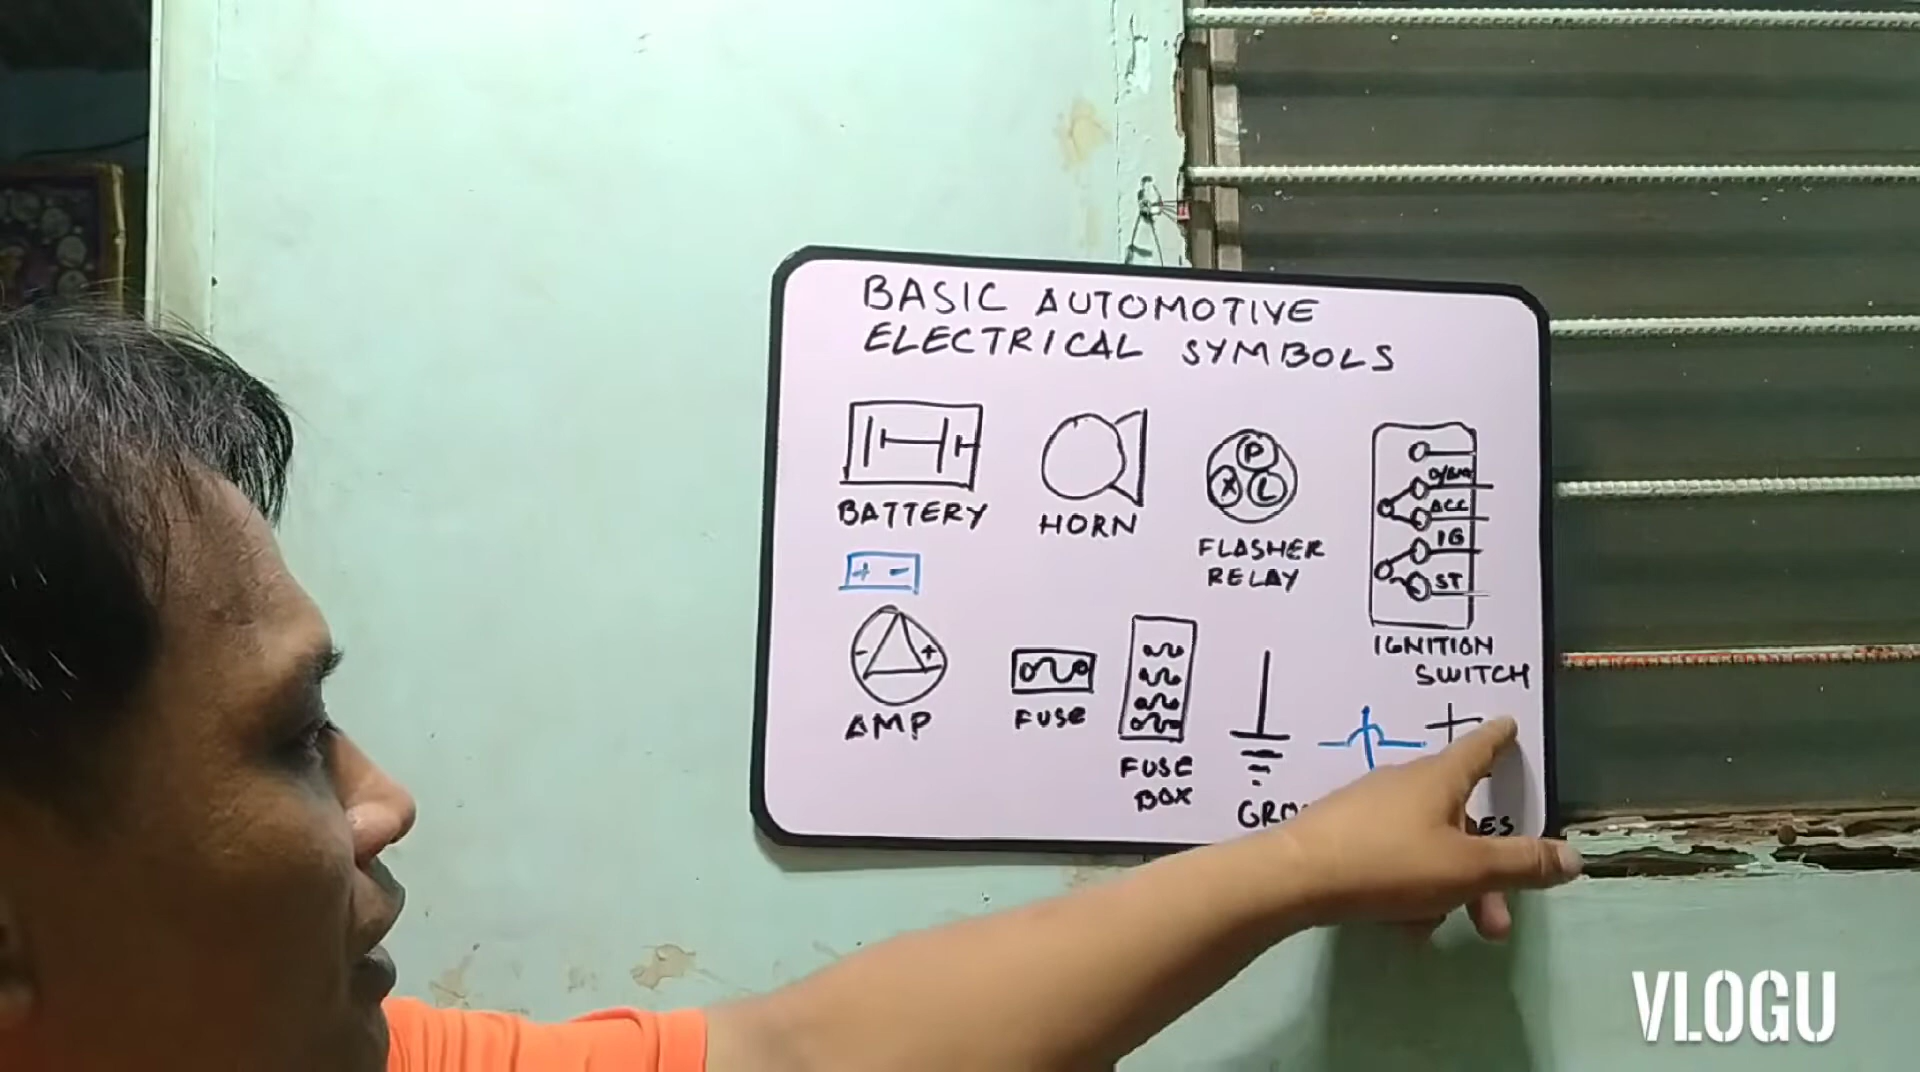 BASIC AUTOMOTIVE
ELECTRICAL SYMBOLS
BATTERY
HORN
P
X L
FLASHER
RELAY
ACC
IG
ST
IGNITION
SWITCH
+ -
- +
AMP
FUSE
FUSE
BOX
VLOGU